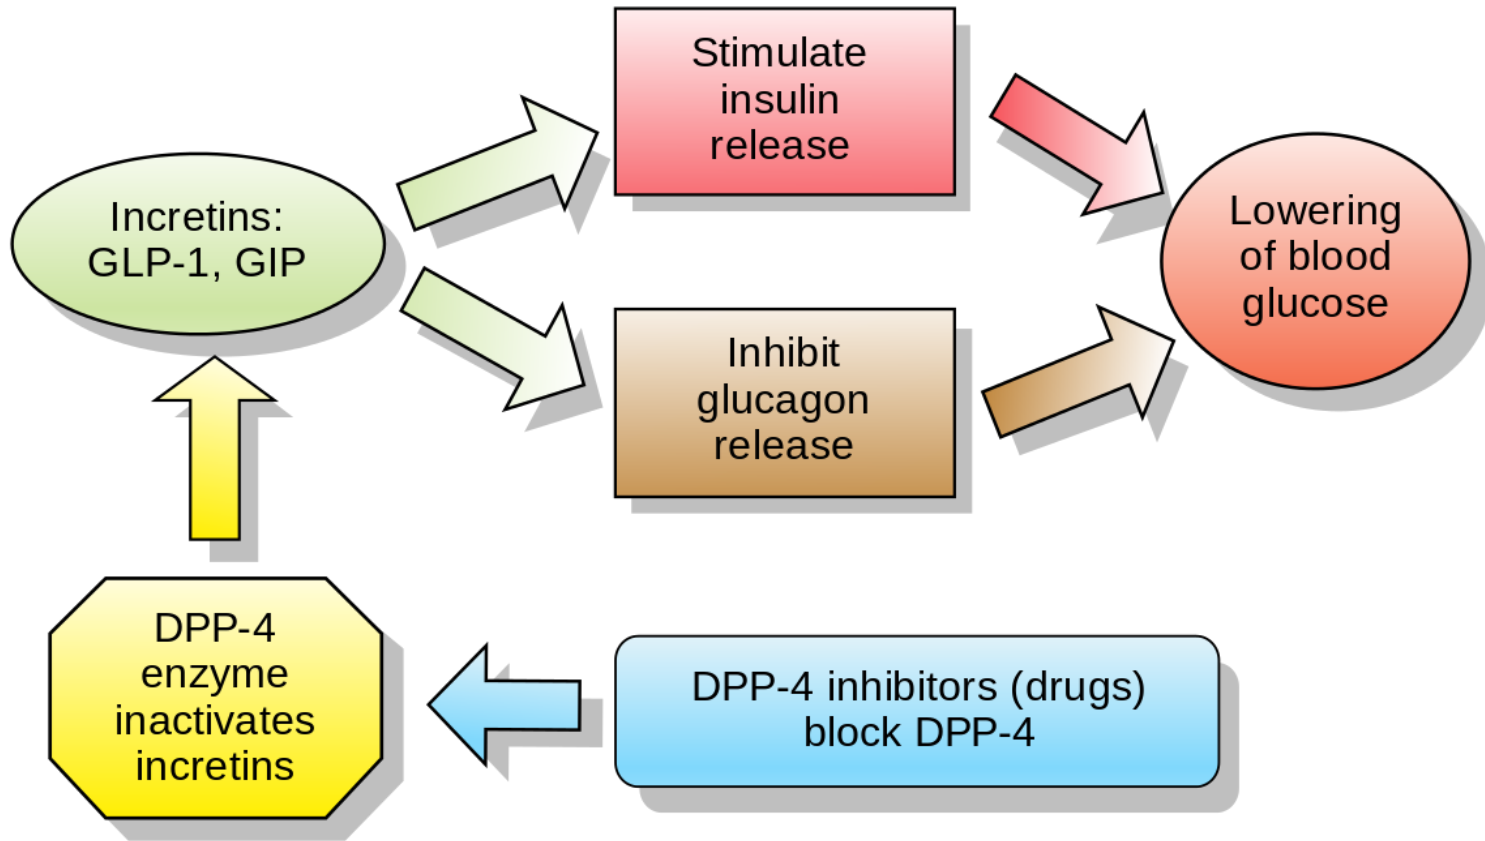 Stimulate
insulin
release
Incretins:
GLP-1, GIP
Lowering
of blood
glucose
Inhibit
glucagon
release
DPP-4
enzyme
inactivates
incretins
DPP-4 inhibitors (drugs)
block DPP-4